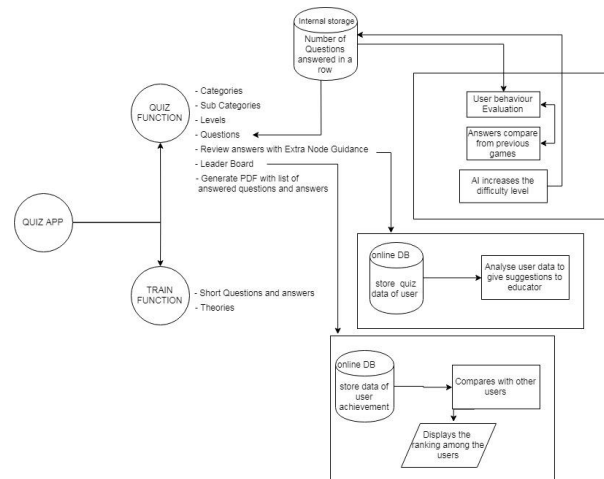 Internal storage
Number of
Questions
answered in a
row
QUIZ
FUNCTION
- Categories
- Sub Categories
- Levels
- Questions
- Review answers with Extra Node Guidance
- Leader Board
- Generate PDF with list of
answered questions and answers
User behaviour
Evaluation
Answers compare
from previous
games
AI increases the
difficulty level
QUIZ APP
online DB
store quiz
data of user
Analyse user data to
give suggestions to
educator
TRAIN
FUNCTION
- Short Questions and answers
- Theories
online DB
store data of
user
achievement
Compares with other
users
Displays the
ranking among the
users